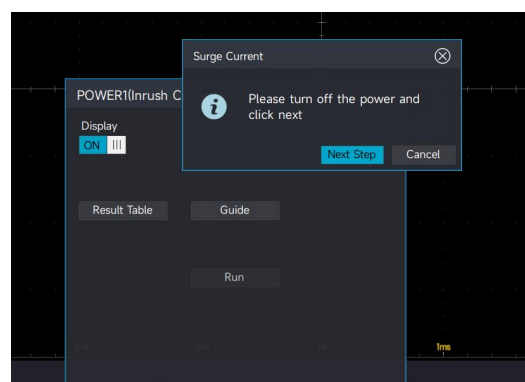 Surge Current
POWER1(Inrush C
Please turn off the power and
click next
Display
ON
Next Step
Cancel
Result Table
Guide
Run
1ms